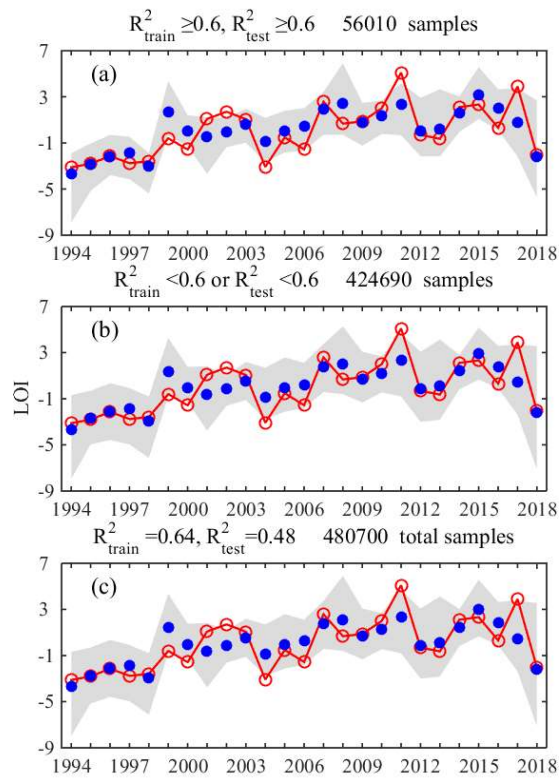 R²train ≥0.6, R²test ≥0.6 56010 samples
7
(a)
3
-1
-5
-9
1994 1997 2000 2003 2006 2009 2012 2015 2018
R²train <0.6 or R²test <0.6 424690 samples
7
(b)
3
LOI
-1
-5
-9
1994 1997 2000 2003 2006 2009 2012 2015 2018
R²train =0.64, R²test=0.48 480700 total samples
7
(c)
3
-1
-5
-9
1994 1997 2000 2003 2006 2009 2012 2015 2018